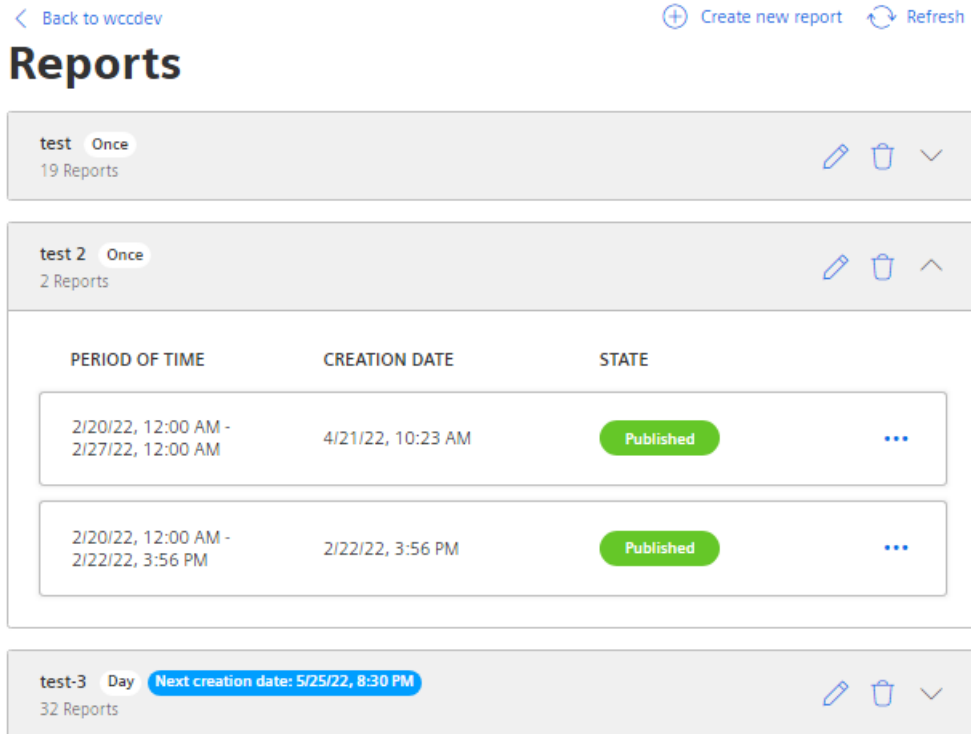 Back to wccdev
Create new report
Refresh
Reports
test Once
19 Reports
test 2 Once
2 Reports
PERIOD OF TIME CREATION DATE STATE
2/20/22, 12:00 AM -
2/27/22, 12:00 AM
4/21/22, 10:23 AM
Published
2/20/22, 12:00 AM -
2/22/22, 3:56 PM
2/22/22, 3:56 PM
Published
test-3 Day Next creation date: 5/25/22, 8:30 PM
32 Reports